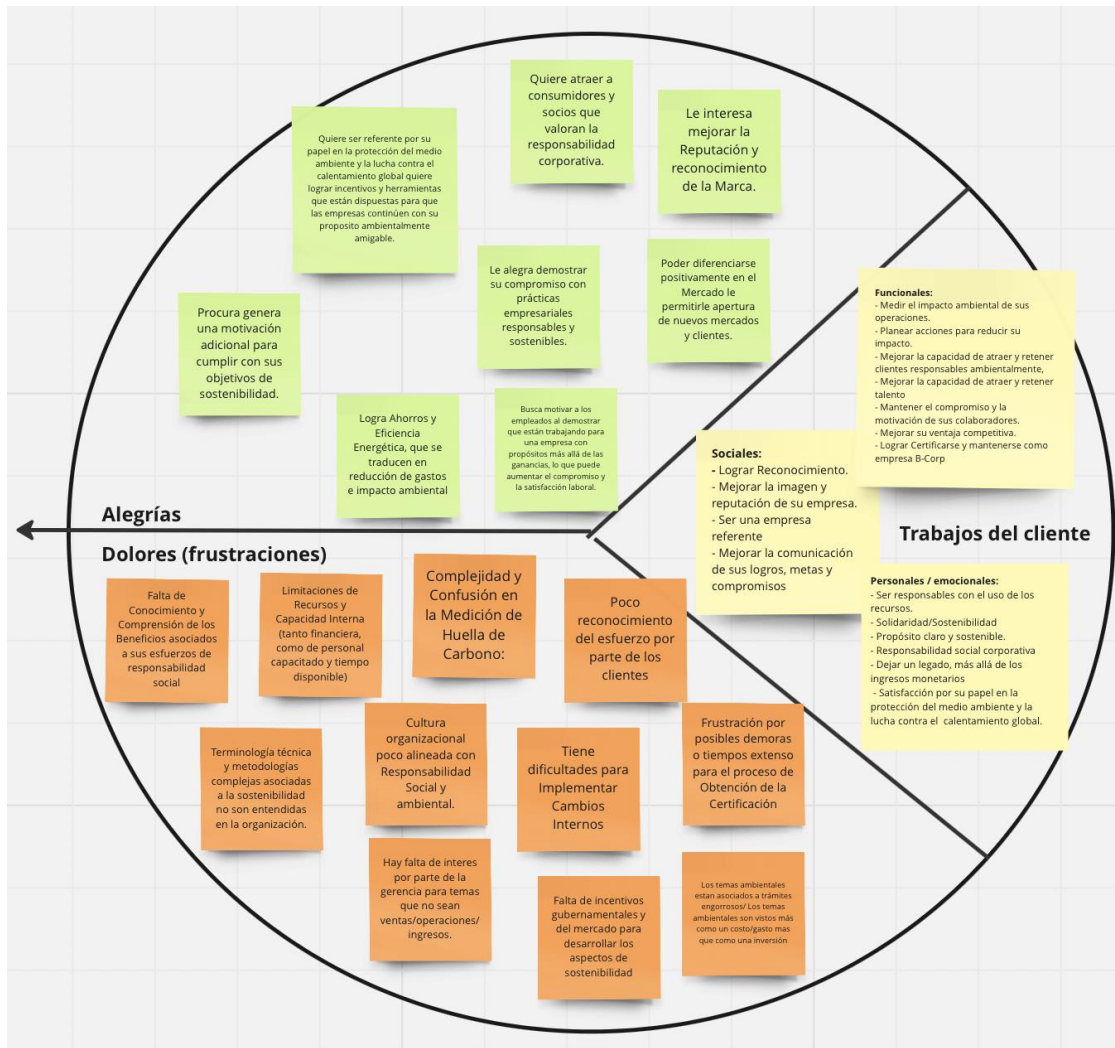 Quiere atraer a
consumidores y
socios que
valoran la
responsabilidad
corporativa.
Le interesa
mejorar la
Reputación y
reconocimiento
de la Marca.
Quiere ser referente por su
papel en la protección del medio
ambiente y la lucha contra el
calentamiento global quiere
lograr incentivos y herramientas
que están dispuestas para que
las empresas continúen con su
proposito ambientalmente
amigable.
Le alegra demostrar
su compromiso con
prácticas
empresariales
responsables y
sostenibles.
Poder diferenciarse
positivamente en el
Mercado le
permitirle apertura
de nuevos mercados
y clientes.
Procura genera
una motivación
adicional para
cumplir con sus
objetivos de
sostenibilidad.
Logra Ahorros y
Eficiencia
Energética, que se
traducen en
reducción de gastos
e impacto ambiental
Busca motivar a los
empleados al demostrar
que están trabajando para
una empresa con
propósitos más allá de las
ganancias, lo que puede
aumentar el compromiso y
la satisfacción laboral.
Alegrías
Funcionales:
- Medir el impacto ambiental de sus
operaciones.
- Planear acciones para reducir su
impacto.
- Mejorar la capacidad de atraer y retener
clientes responsables ambientalmente,
- Mejorar la capacidad de atraer y retener
talento
- Mantener el compromiso y la
motivación de sus colaboradores.
- Mejorar su ventaja competitiva.
- Lograr Certificarse y mantenerse como
empresa B-Corp
Sociales:
- Lograr Reconocimiento.
- Mejorar la imagen y
reputación de su empresa.
- Ser una empresa
referente
- Mejorar la comunicación
de sus logros, metas y
compromisos
Trabajos del cliente
Personales / emocionales:
- Ser responsables con el uso de los
recursos.
- Solidaridad/Sostenibilidad
- Propósito claro y sostenible.
- Responsabilidad social corporativa
- Dejar un legado, más allá de los
ingresos monetarios
- Satisfacción por su papel en la
protección del medio ambiente y la
lucha contra el calentamiento global.
Dolores (frustraciones)
Falta de
Conocimiento y
Comprensión de los
Beneficios asociados
a sus esfuerzos de
responsabilidad
social
Limitaciones de
Recursos y
Capacidad Interna
(tanto financiera,
como de personal
capacitado y tiempo
disponible)
Complejidad y
Confusión en
la Medición de
Huella de
Carbono:
Poco
reconocimiento
del esfuerzo por
parte de los
clientes
Terminología técnica
y metodologías
complejas asociadas
a la sostenibilidad
no son entendidas
en la organización.
Cultura
organizacional
poco alineada con
Responsabilidad
Social y
ambiental.
Tiene
dificultades para
Implementar
Cambios
Internos
Frustración por
posibles demoras
o tiempos extenso
para el proceso de
Obtención de la
Certificación
Hay falta de interes
por parte de la
gerencia para temas
que no sean
ventas/operaciones/
ingresos.
Falta de incentivos
gubernamentales y
del mercado para
desarrollar los
aspectos de
sostenibilidad
Los temas ambientales
estan asociados a trámites
engorrosos/ Los temas
ambientales son vistos más
como un costo/gasto mas
que como una inversión